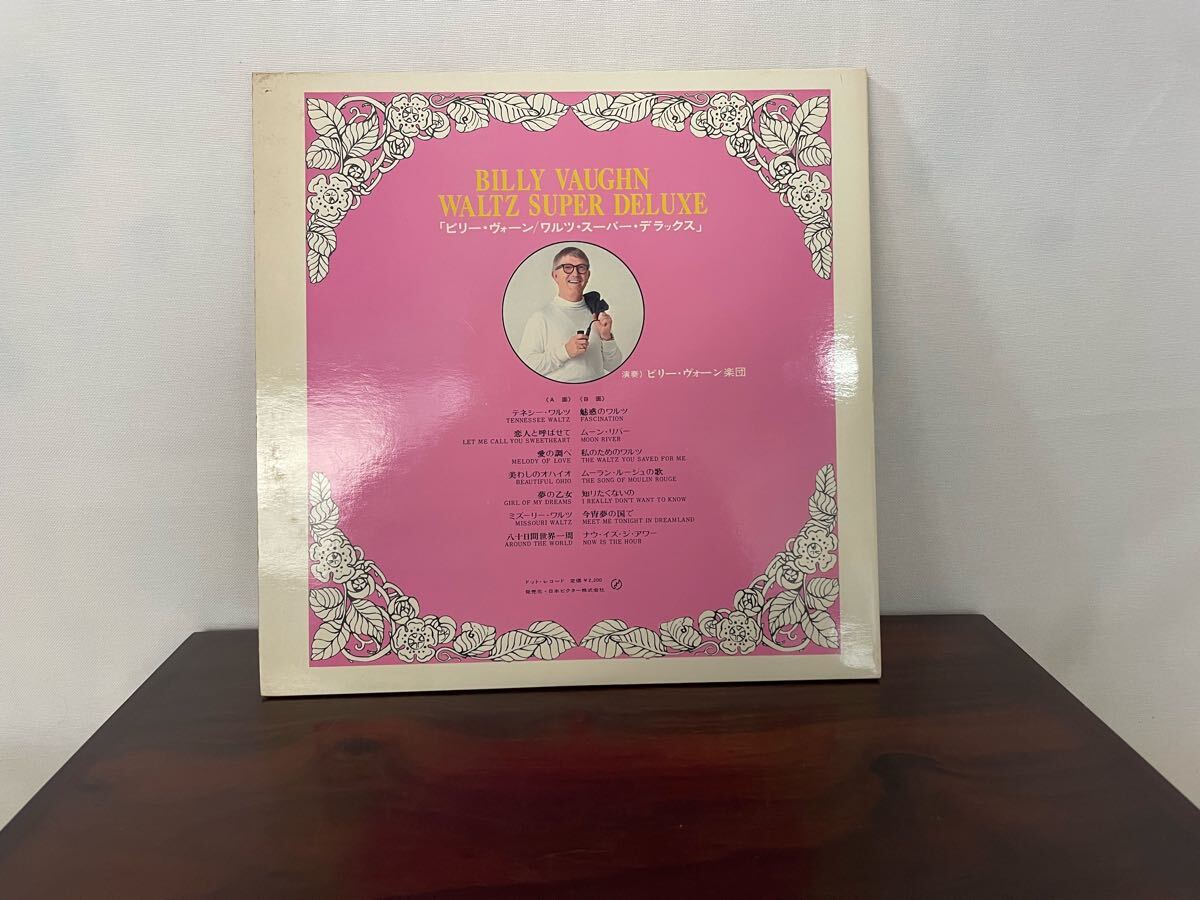 BILLY VAUGHN
WALTZ SUPER DELUXE
「ビリー・ヴォーン/ワルツ・スーパー・デラックス」
演奏) ビリー・ヴォーン楽団
《A 面》 《B 面》
テネシー・ワルツ 魅惑のワルツ
TENNESSEE WALTZ FASCINATION
恋人と呼ばせて ムーン・リバー
LET ME CALL YOU SWEETHEART MOON RIVER
愛の調べ 私のためのワルツ
MELODY OF LOVE THE WALTZ YOU SAVED FOR ME
美わしのオハイオ ムーラン・ルージュの歌
BEAUTIFUL OHIO THE SONG OF MOULIN ROUGE
夢の乙女 知りたくないの
GIRL OF MY DREAMS I REALLY DON'T WANT TO KNOW
ミズーリー・ワルツ 今宵夢の国で
MISSOURI WALTZ MEET ME TONIGHT IN DREAMLAND
八十日間世界一周 ナウ・イズ・ジ・アワー
AROUND THE WORLD NOW IS THE HOUR
ドット・レコード 定価 ¥2,200
発売元・日本ビクター株式会社